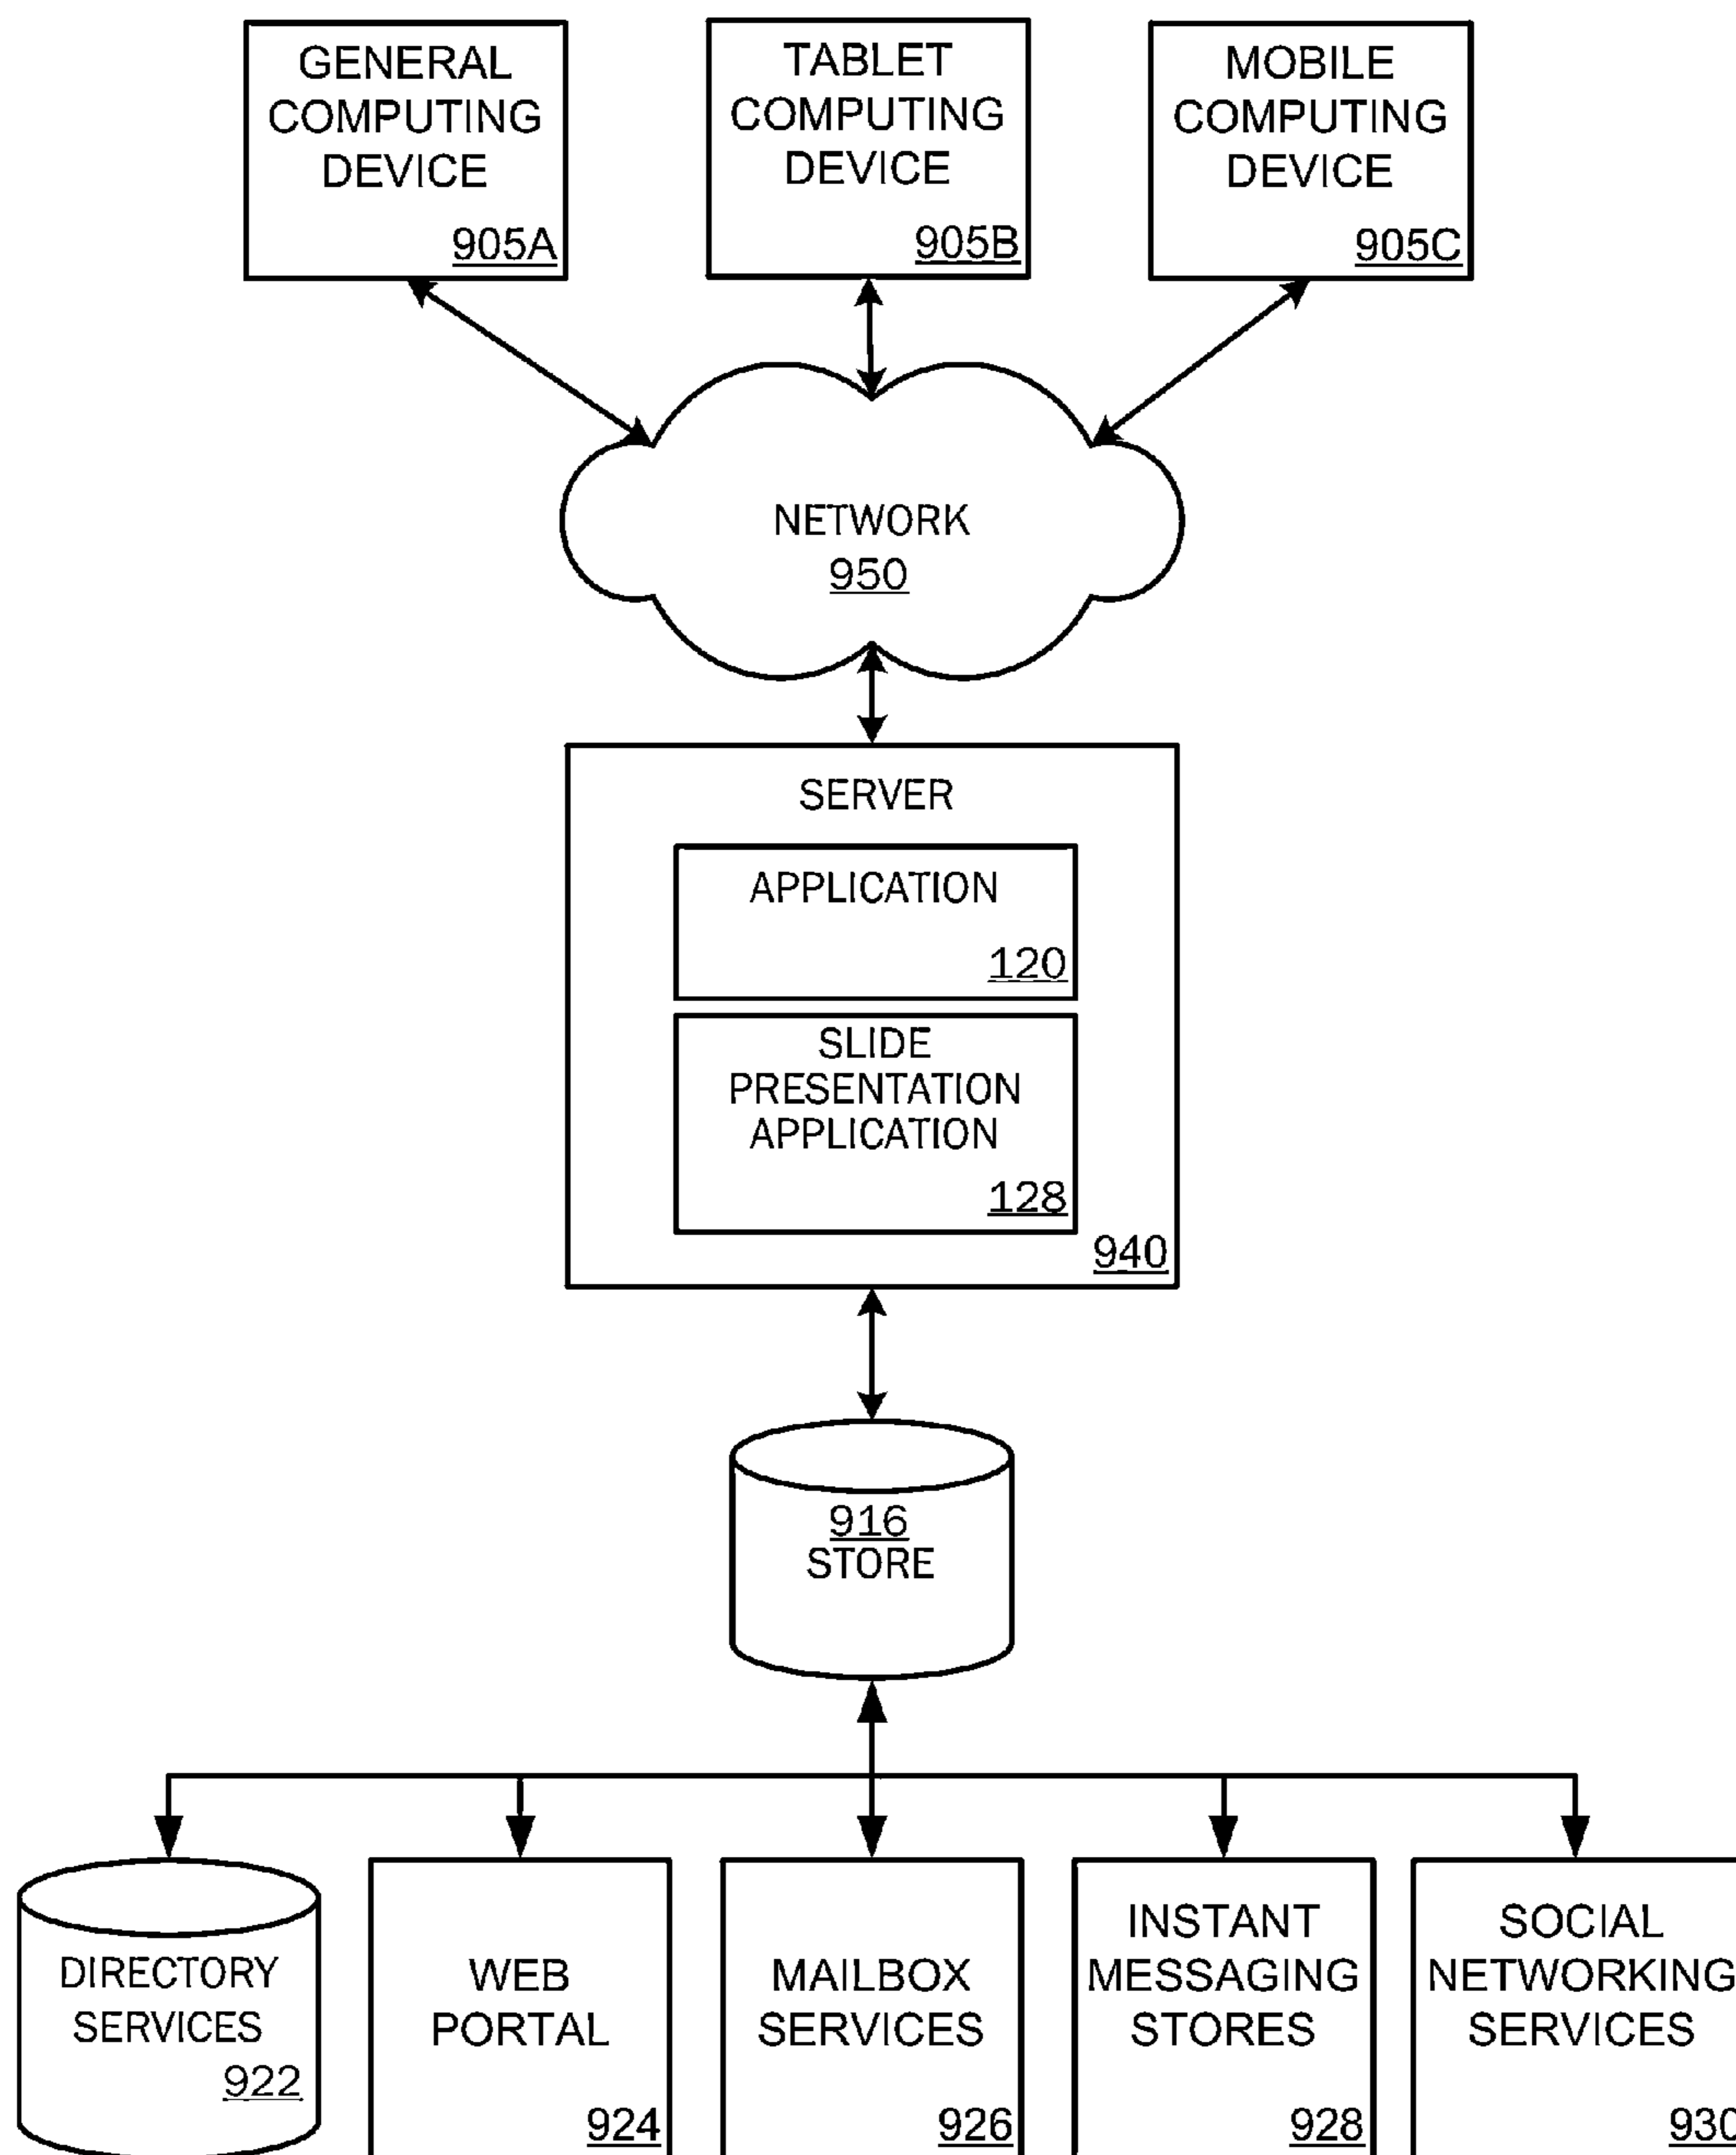 GENERAL
COMPUTING
DEVICE
905A
TABLET
COMPUTING
DEVICE
905B
MOBILE
COMPUTING
DEVICE
905C
NETWORK
950
SERVER
APPLICATION
120
SLIDE
PRESENTATION
APPLICATION
128
940
916
STORE
DIRECTORY
SERVICES
922
WEB
PORTAL
924
MAILBOX
SERVICES
926
INSTANT
MESSAGING
STORES
928
SOCIAL
NETWORKING
SERVICES
930